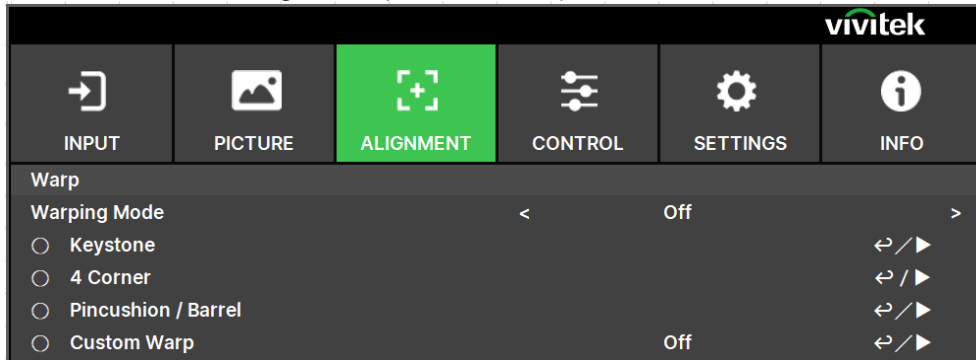 vivitek
INPUT PICTURE ALIGNMENT CONTROL SETTINGS INFO
Warp
Warping Mode < Off >
Keystone
4 Corner
Pincushion / Barrel
Custom Warp Off